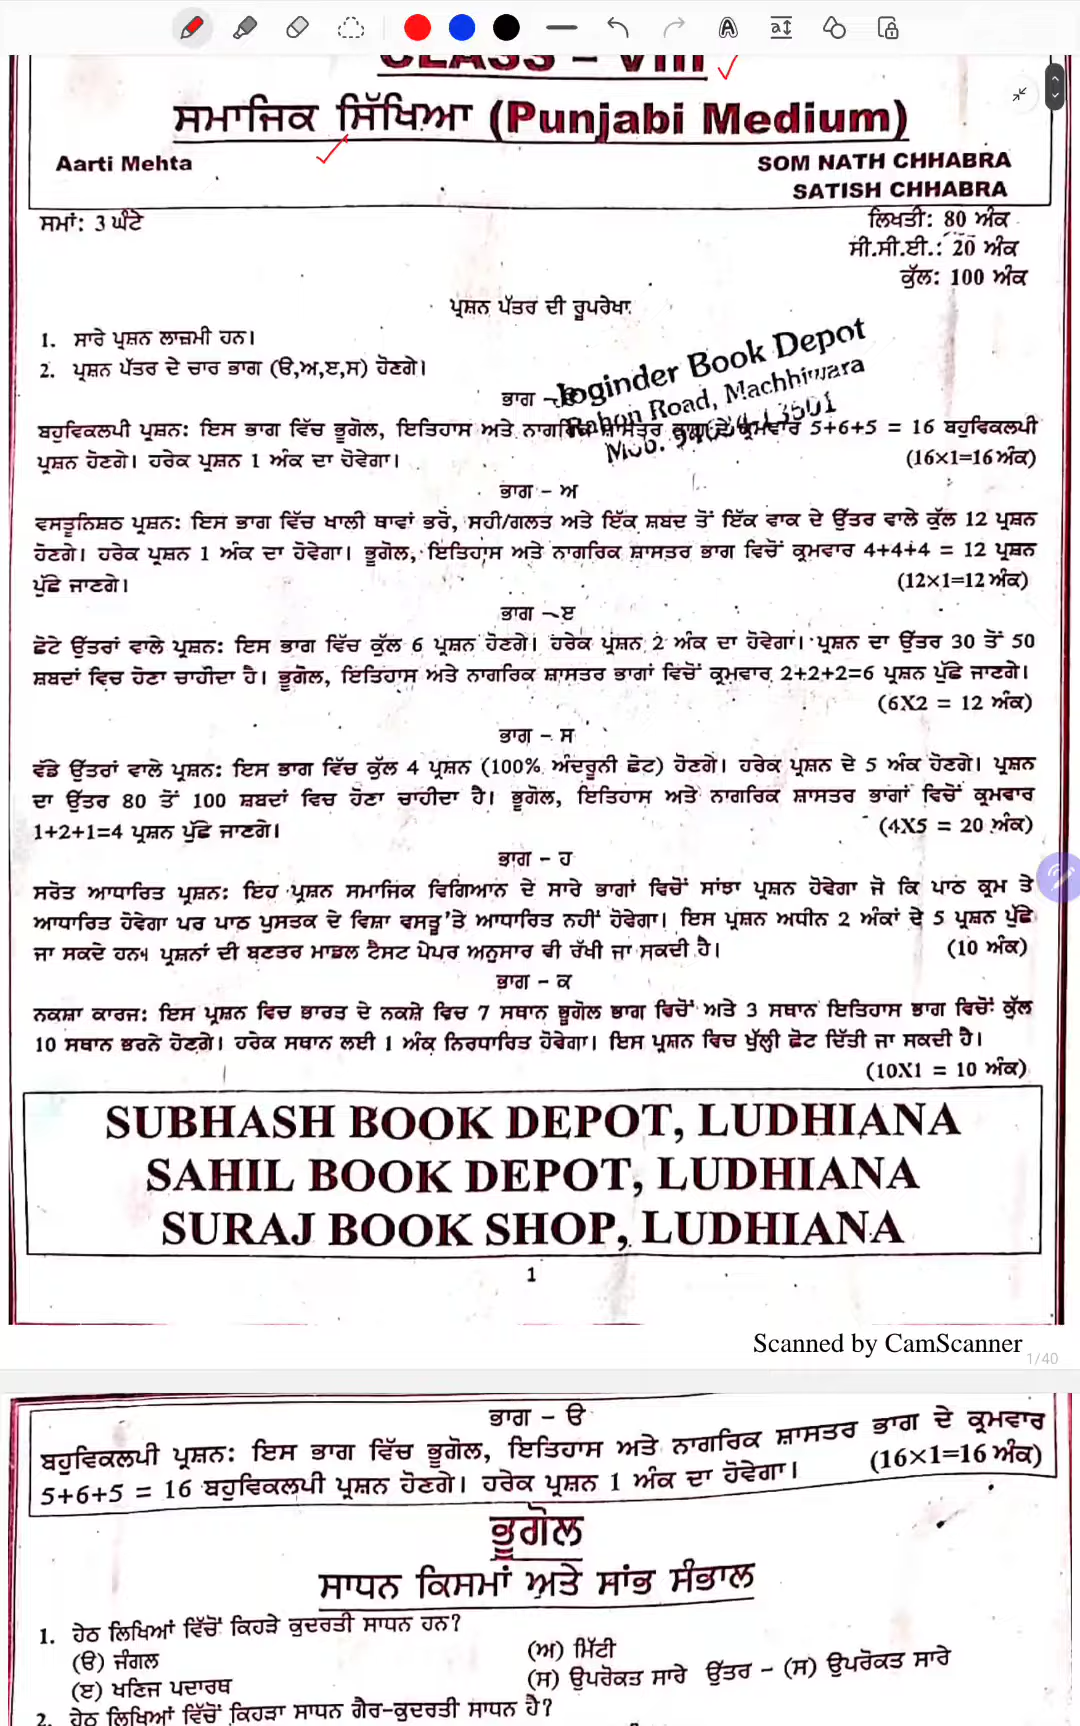 CLASS – VIII
ਸਮਾਜਿਕ ਸਿੱਖਿਆ (Punjabi Medium)
Aarti Mehta
SOM NATH CHHABRA
SATISH CHHABRA
ਸਮਾਂ: 3 ਘੰਟੇ
ਲਿਖਤੀ: 80 ਅੰਕ
ਸੀ.ਸੀ.ਈ.: 20 ਅੰਕ
ਕੁੱਲ: 100 ਅੰਕ
ਪ੍ਰਸ਼ਨ ਪੱਤਰ ਦੀ ਰੂਪਰੇਖਾ
1. ਸਾਰੇ ਪ੍ਰਸ਼ਨ ਲਾਜ਼ਮੀ ਹਨ।
2. ਪ੍ਰਸ਼ਨ ਪੱਤਰ ਦੇ ਚਾਰ ਭਾਗ (ੳ,ਅ,ੲ,ਸ) ਹੋਣਗੇ।
Joginder Book Depot
Rahon Road, Machhiwara
ਭਾਗ –
ਬਹੁਵਿਕਲਪੀ ਪ੍ਰਸ਼ਨ: ਇਸ ਭਾਗ ਵਿੱਚ ਭੂਗੋਲ, ਇਤਿਹਾਸ ਅਤੇ ਨਾਗਰਿਕ ਸ਼ਾਸਤਰ ਭਾਗ ਦੇ ਕ੍ਰਮਵਾਰ 5+6+5 = 16 ਬਹੁਵਿਕਲਪੀ
ਪ੍ਰਸ਼ਨ ਹੋਣਗੇ। ਹਰੇਕ ਪ੍ਰਸ਼ਨ 1 ਅੰਕ ਦਾ ਹੋਵੇਗਾ। (16×1=16 ਅੰਕ)
ਭਾਗ – ਅ
ਵਸਤੂਨਿਸ਼ਠ ਪ੍ਰਸ਼ਨ: ਇਸ ਭਾਗ ਵਿੱਚ ਖਾਲੀ ਥਾਵਾਂ ਭਰੋ, ਸਹੀ/ਗਲਤ ਅਤੇ ਇੱਕ ਸ਼ਬਦ ਤੋਂ ਇੱਕ ਵਾਕ ਦੇ ਉੱਤਰ ਵਾਲੇ ਕੁੱਲ 12 ਪ੍ਰਸ਼ਨ
ਹੋਣਗੇ। ਹਰੇਕ ਪ੍ਰਸ਼ਨ 1 ਅੰਕ ਦਾ ਹੋਵੇਗਾ। ਭੂਗੋਲ, ਇਤਿਹਾਸ ਅਤੇ ਨਾਗਰਿਕ ਸ਼ਾਸਤਰ ਭਾਗ ਵਿਚੋਂ ਕ੍ਰਮਵਾਰ 4+4+4 = 12 ਪ੍ਰਸ਼ਨ
ਪੁੱਛੇ ਜਾਣਗੇ। (12×1=12 ਅੰਕ)
ਭਾਗ – ੲ
ਛੋਟੇ ਉੱਤਰਾਂ ਵਾਲੇ ਪ੍ਰਸ਼ਨ: ਇਸ ਭਾਗ ਵਿੱਚ ਕੁੱਲ 6 ਪ੍ਰਸ਼ਨ ਹੋਣਗੇ। ਹਰੇਕ ਪ੍ਰਸ਼ਨ 2 ਅੰਕ ਦਾ ਹੋਵੇਗਾ। ਪ੍ਰਸ਼ਨ ਦਾ ਉੱਤਰ 30 ਤੋਂ 50
ਸ਼ਬਦਾਂ ਵਿਚ ਹੋਣਾ ਚਾਹੀਦਾ ਹੈ। ਭੂਗੋਲ, ਇਤਿਹਾਸ ਅਤੇ ਨਾਗਰਿਕ ਸ਼ਾਸਤਰ ਭਾਗਾਂ ਵਿਚੋਂ ਕ੍ਰਮਵਾਰ 2+2+2=6 ਪ੍ਰਸ਼ਨ ਪੁੱਛੇ ਜਾਣਗੇ।
(6X2 = 12 ਅੰਕ)
ਭਾਗ – ਸ
ਵੱਡੇ ਉੱਤਰਾਂ ਵਾਲੇ ਪ੍ਰਸ਼ਨ: ਇਸ ਭਾਗ ਵਿੱਚ ਕੁੱਲ 4 ਪ੍ਰਸ਼ਨ (100% ਅੰਦਰੂਨੀ ਛੋਟ) ਹੋਣਗੇ। ਹਰੇਕ ਪ੍ਰਸ਼ਨ ਦੇ 5 ਅੰਕ ਹੋਣਗੇ। ਪ੍ਰਸ਼ਨ
ਦਾ ਉੱਤਰ 80 ਤੋਂ 100 ਸ਼ਬਦਾਂ ਵਿਚ ਹੋਣਾ ਚਾਹੀਦਾ ਹੈ। ਭੂਗੋਲ, ਇਤਿਹਾਸ ਅਤੇ ਨਾਗਰਿਕ ਸ਼ਾਸਤਰ ਭਾਗਾਂ ਵਿਚੋਂ ਕ੍ਰਮਵਾਰ
1+2+1=4 ਪ੍ਰਸ਼ਨ ਪੁੱਛੇ ਜਾਣਗੇ। (4X5 = 20 ਅੰਕ)
ਭਾਗ – ਹ
ਸਰੋਤ ਆਧਾਰਿਤ ਪ੍ਰਸ਼ਨ: ਇਹ ਪ੍ਰਸ਼ਨ ਸਮਾਜਿਕ ਵਿਗਿਆਨ ਦੇ ਸਾਰੇ ਭਾਗਾਂ ਵਿਚੋਂ ਸਾਂਝਾ ਪ੍ਰਸ਼ਨ ਹੋਵੇਗਾ ਜੋ ਕਿ ਪਾਠ ਕ੍ਰਮ ਤੇ
ਆਧਾਰਿਤ ਹੋਵੇਗਾ ਪਰ ਪਾਠ ਪੁਸਤਕ ਦੇ ਵਿਸ਼ਾ ਵਸਤੂ'ਤੇ ਆਧਾਰਿਤ ਨਹੀਂ ਹੋਵੇਗਾ। ਇਸ ਪ੍ਰਸ਼ਨ ਅਧੀਨ 2 ਅੰਕਾਂ ਦੇ 5 ਪ੍ਰਸ਼ਨ ਪੁੱਛੇ
ਜਾ ਸਕਦੇ ਹਨ। ਪ੍ਰਸ਼ਨਾਂ ਦੀ ਬਣਤਰ ਮਾਡਲ ਟੈਸਟ ਪੇਪਰ ਅਨੁਸਾਰ ਵੀ ਰੱਖੀ ਜਾ ਸਕਦੀ ਹੈ। (10 ਅੰਕ)
ਭਾਗ – ਕ
ਨਕਸ਼ਾ ਕਾਰਜ: ਇਸ ਪ੍ਰਸ਼ਨ ਵਿਚ ਭਾਰਤ ਦੇ ਨਕਸ਼ੇ ਵਿਚ 7 ਸਥਾਨ ਭੂਗੋਲ ਭਾਗ ਵਿਚੋਂ ਅਤੇ 3 ਸਥਾਨ ਇਤਿਹਾਸ ਭਾਗ ਵਿਚੋਂ ਕੁੱਲ
10 ਸਥਾਨ ਭਰਨੇ ਹੋਣਗੇ। ਹਰੇਕ ਸਥਾਨ ਲਈ 1 ਅੰਕ ਨਿਰਧਾਰਿਤ ਹੋਵੇਗਾ। ਇਸ ਪ੍ਰਸ਼ਨ ਵਿਚ ਖੁੱਲ੍ਹੀ ਛੋਟ ਦਿੱਤੀ ਜਾ ਸਕਦੀ ਹੈ।
(10X1 = 10 ਅੰਕ)
SUBHASH BOOK DEPOT, LUDHIANA
SAHIL BOOK DEPOT, LUDHIANA
SURAJ BOOK SHOP, LUDHIANA
1
Scanned by CamScanner
1/40
ਭਾਗ – ੳ
ਬਹੁਵਿਕਲਪੀ ਪ੍ਰਸ਼ਨ: ਇਸ ਭਾਗ ਵਿੱਚ ਭੂਗੋਲ, ਇਤਿਹਾਸ ਅਤੇ ਨਾਗਰਿਕ ਸ਼ਾਸਤਰ ਭਾਗ ਦੇ ਕ੍ਰਮਵਾਰ
5+6+5 = 16 ਬਹੁਵਿਕਲਪੀ ਪ੍ਰਸ਼ਨ ਹੋਣਗੇ। ਹਰੇਕ ਪ੍ਰਸ਼ਨ 1 ਅੰਕ ਦਾ ਹੋਵੇਗਾ। (16×1=16 ਅੰਕ)
ਭੂਗੋਲ
ਸਾਧਨ ਕਿਸਮਾਂ ਅਤੇ ਸਾਂਭ ਸੰਭਾਲ
1. ਹੇਠ ਲਿਖਿਆਂ ਵਿੱਚੋਂ ਕਿਹੜੇ ਕੁਦਰਤੀ ਸਾਧਨ ਹਨ?
(ੳ) ਜੰਗਲ (ਅ) ਮਿੱਟੀ
(ੲ) ਖਣਿਜ ਪਦਾਰਥ (ਸ) ਉਪਰੋਕਤ ਸਾਰੇ ਉੱਤਰ – (ਸ) ਉਪਰੋਕਤ ਸਾਰੇ
2. ਹੇਠ ਲਿਖਿਆਂ ਵਿੱਚੋਂ ਕਿਹੜਾ ਸਾਧਨ ਗੈਰ-ਕੁਦਰਤੀ ਸਾਧਨ ਹੈ?